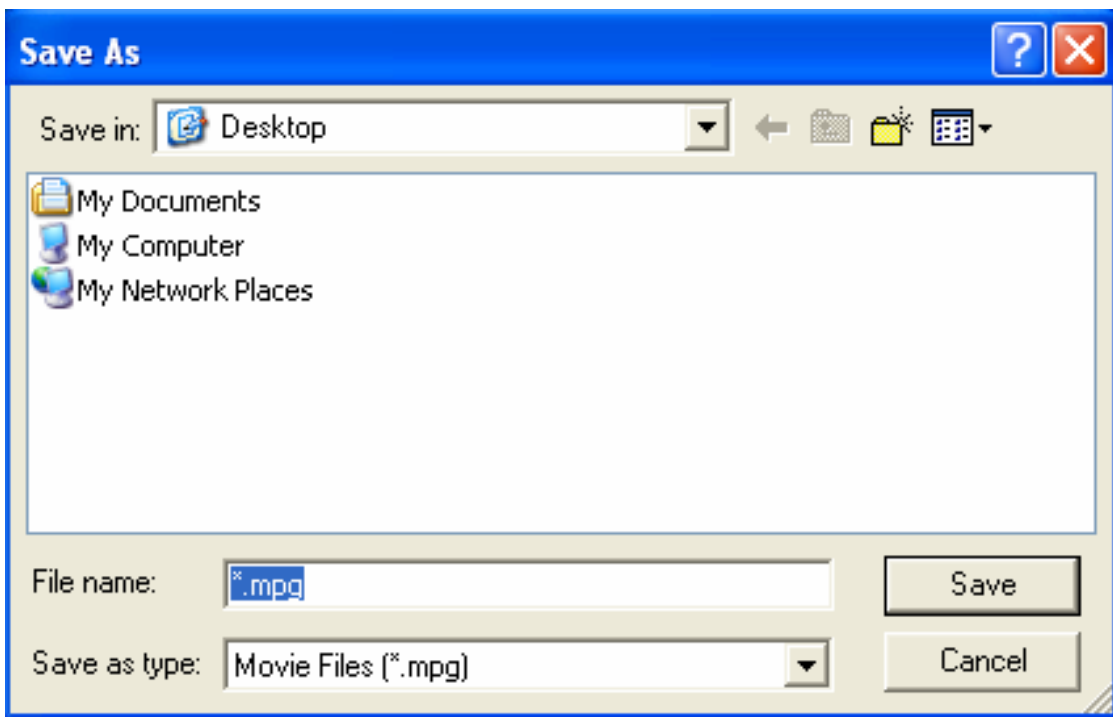 Save As
Save in: Desktop
My Documents
My Computer
My Network Places
File name: *.mpg
Save
Save as type: Movie Files (*.mpg)
Cancel